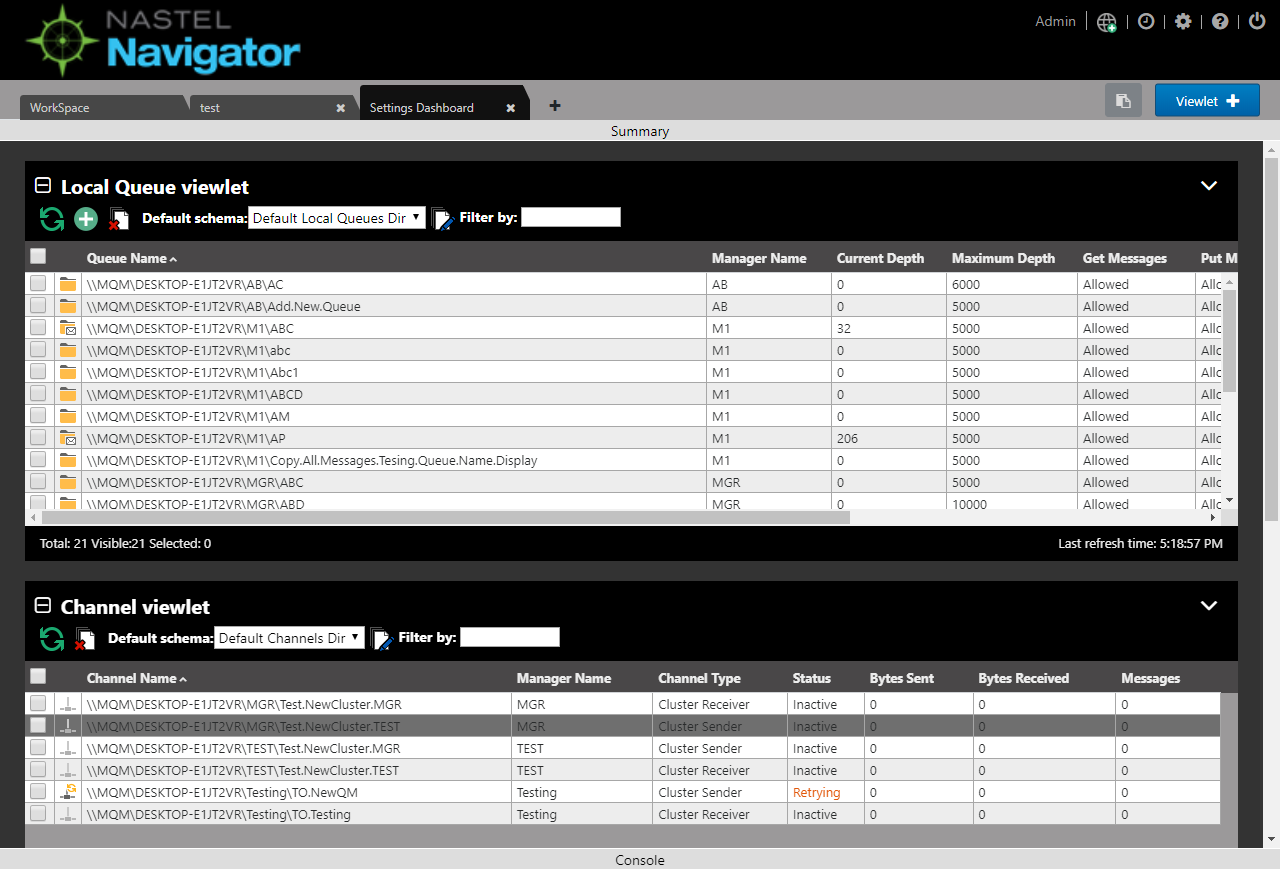 NASTEL
Navigator
Admin
WorkSpace test Settings Dashboard Viewlet
Summary
Local Queue viewlet
Default schema: Default Local Queues Dir Filter by:
Queue Name Manager Name Current Depth Maximum Depth Get Messages Put M
\\MQM\DESKTOP-E1JT2VR\AB\AC AB 0 6000 Allowed Allc
\\MQM\DESKTOP-E1JT2VR\AB\Add.New.Queue AB 0 5000 Allowed Allc
\\MQM\DESKTOP-E1JT2VR\M1\ABC M1 32 5000 Allowed Allc
\\MQM\DESKTOP-E1JT2VR\M1\abc M1 0 5000 Allowed Allc
\\MQM\DESKTOP-E1JT2VR\M1\Abc1 M1 0 5000 Allowed Allc
\\MQM\DESKTOP-E1JT2VR\M1\ABCD M1 0 5000 Allowed Allc
\\MQM\DESKTOP-E1JT2VR\M1\AM M1 0 5000 Allowed Allc
\\MQM\DESKTOP-E1JT2VR\M1\AP M1 206 5000 Allowed Allc
\\MQM\DESKTOP-E1JT2VR\M1\Copy.All.Messages.Tesing.Queue.Name.Display M1 0 5000 Allowed Allc
\\MQM\DESKTOP-E1JT2VR\MGR\ABC MGR 0 5000 Allowed Allc
\\MQM\DESKTOP-E1JT2VR\MGR\ABD MGR 0 10000 Allowed Allc
Total: 21 Visible:21 Selected: 0 Last refresh time: 5:18:57 PM
Channel viewlet
Default schema: Default Channels Dir Filter by:
Channel Name Manager Name Channel Type Status Bytes Sent Bytes Received Messages
\\MQM\DESKTOP-E1JT2VR\MGR\Test.NewCluster.MGR MGR Cluster Receiver Inactive 0 0 0
\\MQM\DESKTOP-E1JT2VR\MGR\Test.NewCluster.TEST MGR Cluster Sender Inactive 0 0 0
\\MQM\DESKTOP-E1JT2VR\TEST\Test.NewCluster.MGR TEST Cluster Sender Inactive 0 0 0
\\MQM\DESKTOP-E1JT2VR\TEST\Test.NewCluster.TEST TEST Cluster Receiver Inactive 0 0 0
\\MQM\DESKTOP-E1JT2VR\Testing\TO.NewQM Testing Cluster Sender Retrying 0 0 0
\\MQM\DESKTOP-E1JT2VR\Testing\TO.Testing Testing Cluster Receiver Inactive 0 0 0
Console